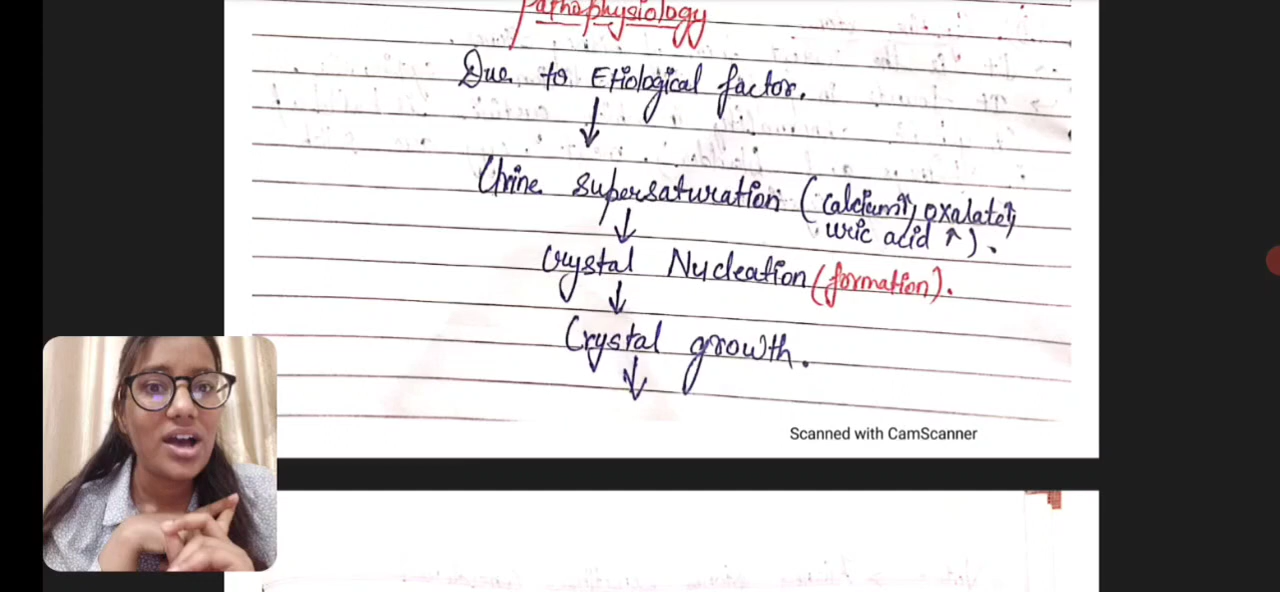 Pathophysiology
Due to Etiological factor.
↓
Urine supersaturation (calcium↑, oxalate↑,
uric acid ↑).
↓
Crystal Nucleation (formation).
↓
Crystal growth.
↓
Scanned with CamScanner